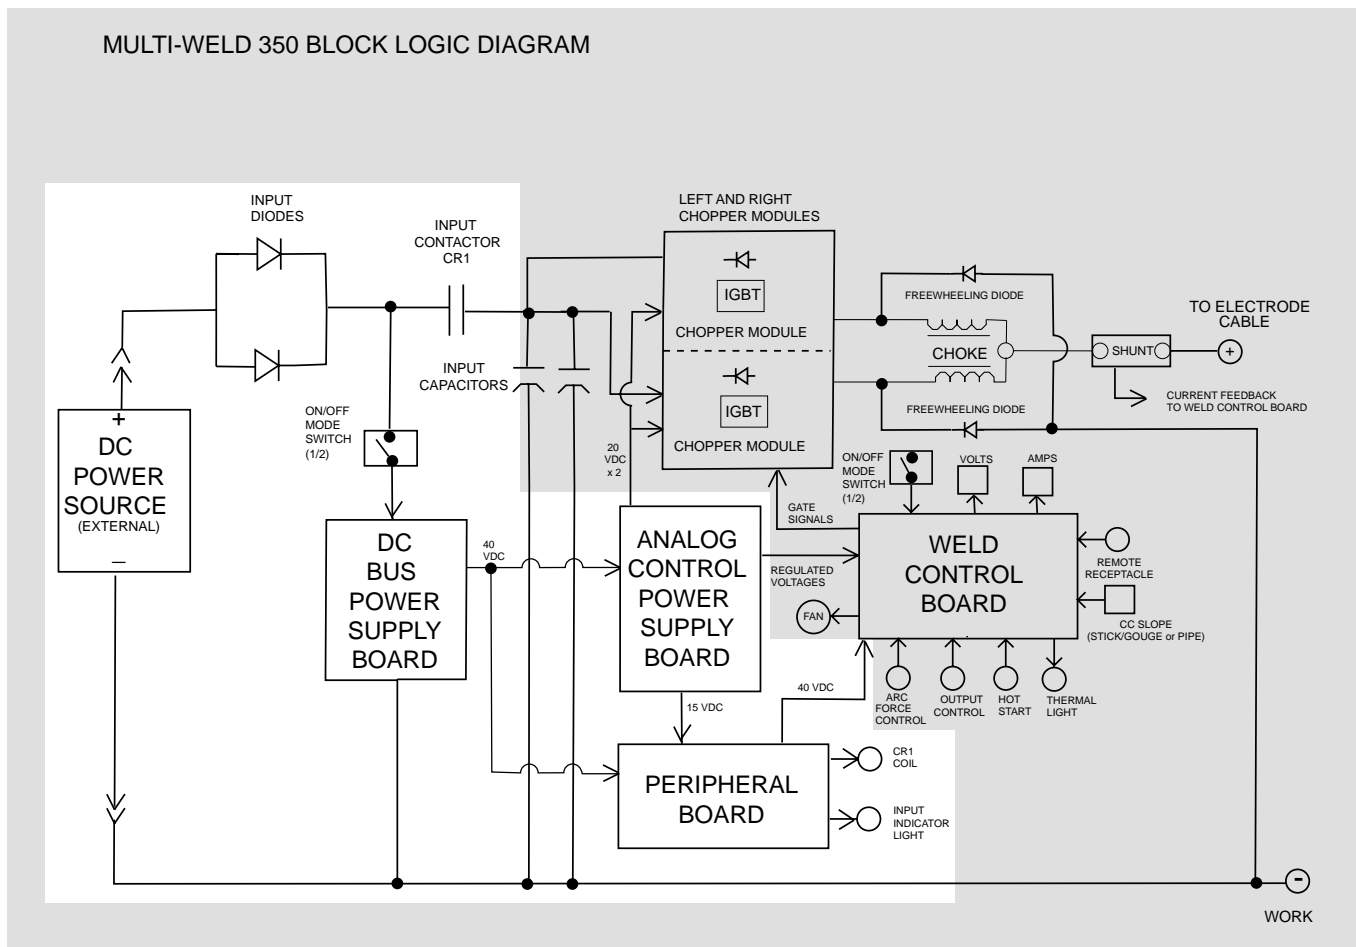 MULTI-WELD 350 BLOCK LOGIC DIAGRAM
INPUT
DIODES
INPUT
CONTACTOR
CR1
LEFT AND RIGHT
CHOPPER MODULES
IGBT
CHOPPER MODULE
IGBT
CHOPPER MODULE
FREEWHEELING DIODE
CHOKE
FREEWHEELING DIODE
SHUNT
TO ELECTRODE
CABLE
+
CURRENT FEEDBACK
TO WELD CONTROL BOARD
INPUT
CAPACITORS
ON/OFF
MODE
SWITCH
(1/2)
+
DC
POWER
SOURCE
(EXTERNAL)
_
20
VDC
x 2
ON/OFF
MODE
SWITCH
(1/2)
VOLTS
AMPS
GATE
SIGNALS
DC
BUS
POWER
SUPPLY
BOARD
40
VDC
ANALOG
CONTROL
POWER
SUPPLY
BOARD
REGULATED
VOLTAGES
FAN
WELD
CONTROL
BOARD
REMOTE
RECEPTACLE
CC SLOPE
(STICK/GOUGE or PIPE)
ARC
FORCE
CONTROL
OUTPUT
CONTROL
HOT
START
THERMAL
LIGHT
15 VDC
40 VDC
PERIPHERAL
BOARD
CR1
COIL
INPUT
INDICATOR
LIGHT
-
WORK